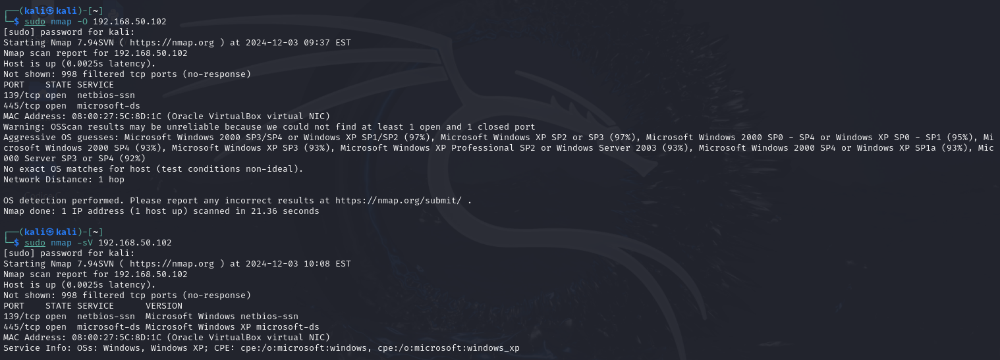 ┌──(kali㉿kali)-[~]
└─$ sudo nmap -O 192.168.50.102
[sudo] password for kali:
Starting Nmap 7.94SVN ( https://nmap.org ) at 2024-12-03 09:37 EST
Nmap scan report for 192.168.50.102
Host is up (0.0025s latency).
Not shown: 998 filtered tcp ports (no-response)
PORT    STATE SERVICE
139/tcp open  netbios-ssn
445/tcp open  microsoft-ds
MAC Address: 08:00:27:5C:8D:1C (Oracle VirtualBox virtual NIC)
Warning: OSScan results may be unreliable because we could not find at least 1 open and 1 closed port
Aggressive OS guesses: Microsoft Windows 2000 SP3/SP4 or Windows XP SP1/SP2 (97%), Microsoft Windows XP SP2 or SP3 (97%), Microsoft Windows 2000 SP0 - SP4 or Windows XP SP0 - SP1 (95%), Mi
crosoft Windows 2000 SP4 (93%), Microsoft Windows XP SP3 (93%), Microsoft Windows XP Professional SP2 or Windows Server 2003 (93%), Microsoft Windows 2000 SP4 or Windows XP SP1a (93%), Mic
000 Server SP3 or SP4 (92%)
No exact OS matches for host (test conditions non-ideal).
Network Distance: 1 hop

OS detection performed. Please report any incorrect results at https://nmap.org/submit/ .
Nmap done: 1 IP address (1 host up) scanned in 21.36 seconds

┌──(kali㉿kali)-[~]
└─$ sudo nmap -sV 192.168.50.102
[sudo] password for kali:
Starting Nmap 7.94SVN ( https://nmap.org ) at 2024-12-03 10:08 EST
Nmap scan report for 192.168.50.102
Host is up (0.0025s latency).
Not shown: 998 filtered tcp ports (no-response)
PORT    STATE SERVICE      VERSION
139/tcp open  netbios-ssn  Microsoft Windows netbios-ssn
445/tcp open  microsoft-ds Microsoft Windows XP microsoft-ds
MAC Address: 08:00:27:5C:8D:1C (Oracle VirtualBox virtual NIC)
Service Info: OSs: Windows, Windows XP; CPE: cpe:/o:microsoft:windows, cpe:/o:microsoft:windows_xp